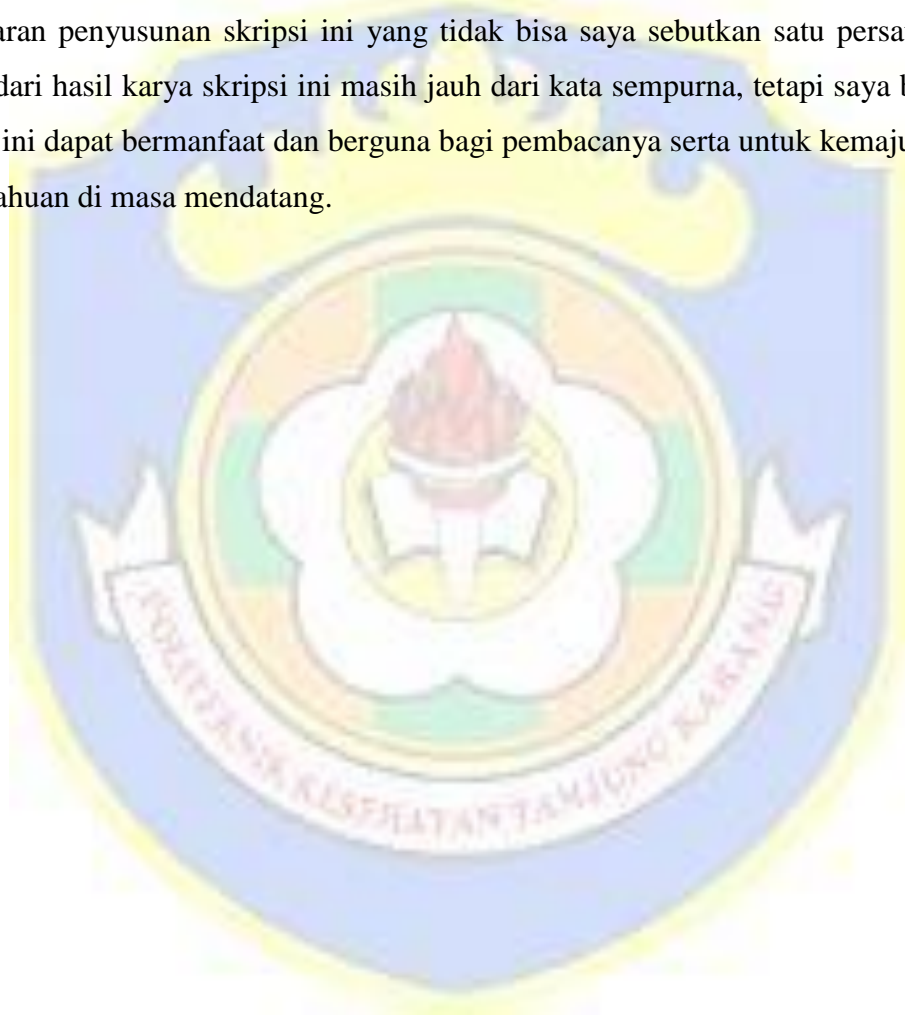 aran penyusunan skripsi ini yang tidak bisa saya sebutkan satu persa
dari hasil karya skripsi ini masih jauh dari kata sempurna, tetapi saya b
ini dapat bermanfaat dan berguna bagi pembacanya serta untuk kemaju
ahuan di masa mendatang.
POLITEKNIK KESEHATAN TANJUNG KARANG